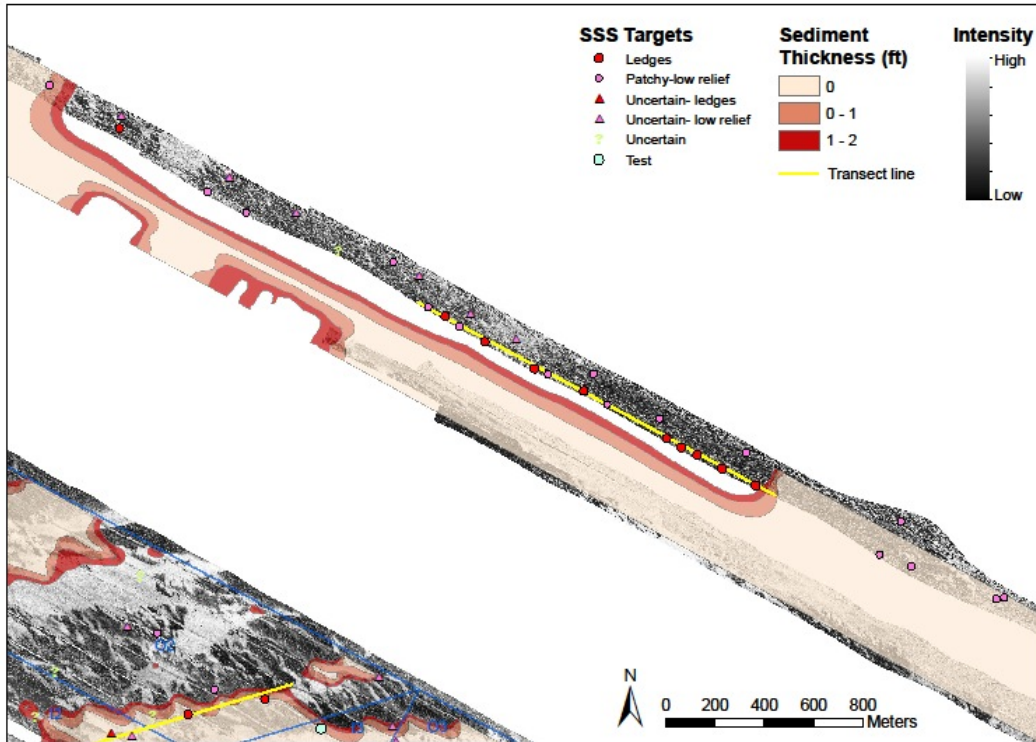 SSS Targets
Ledges
Patchy-low relief
Uncertain- ledges
Uncertain- low relief
? Uncertain
Test
Sediment
Thickness (ft)
0
0 - 1
1 - 2
Transect line
Intensity
High
Low
?
?
?
?
?
12
N
0 200 400 600 800
Meters